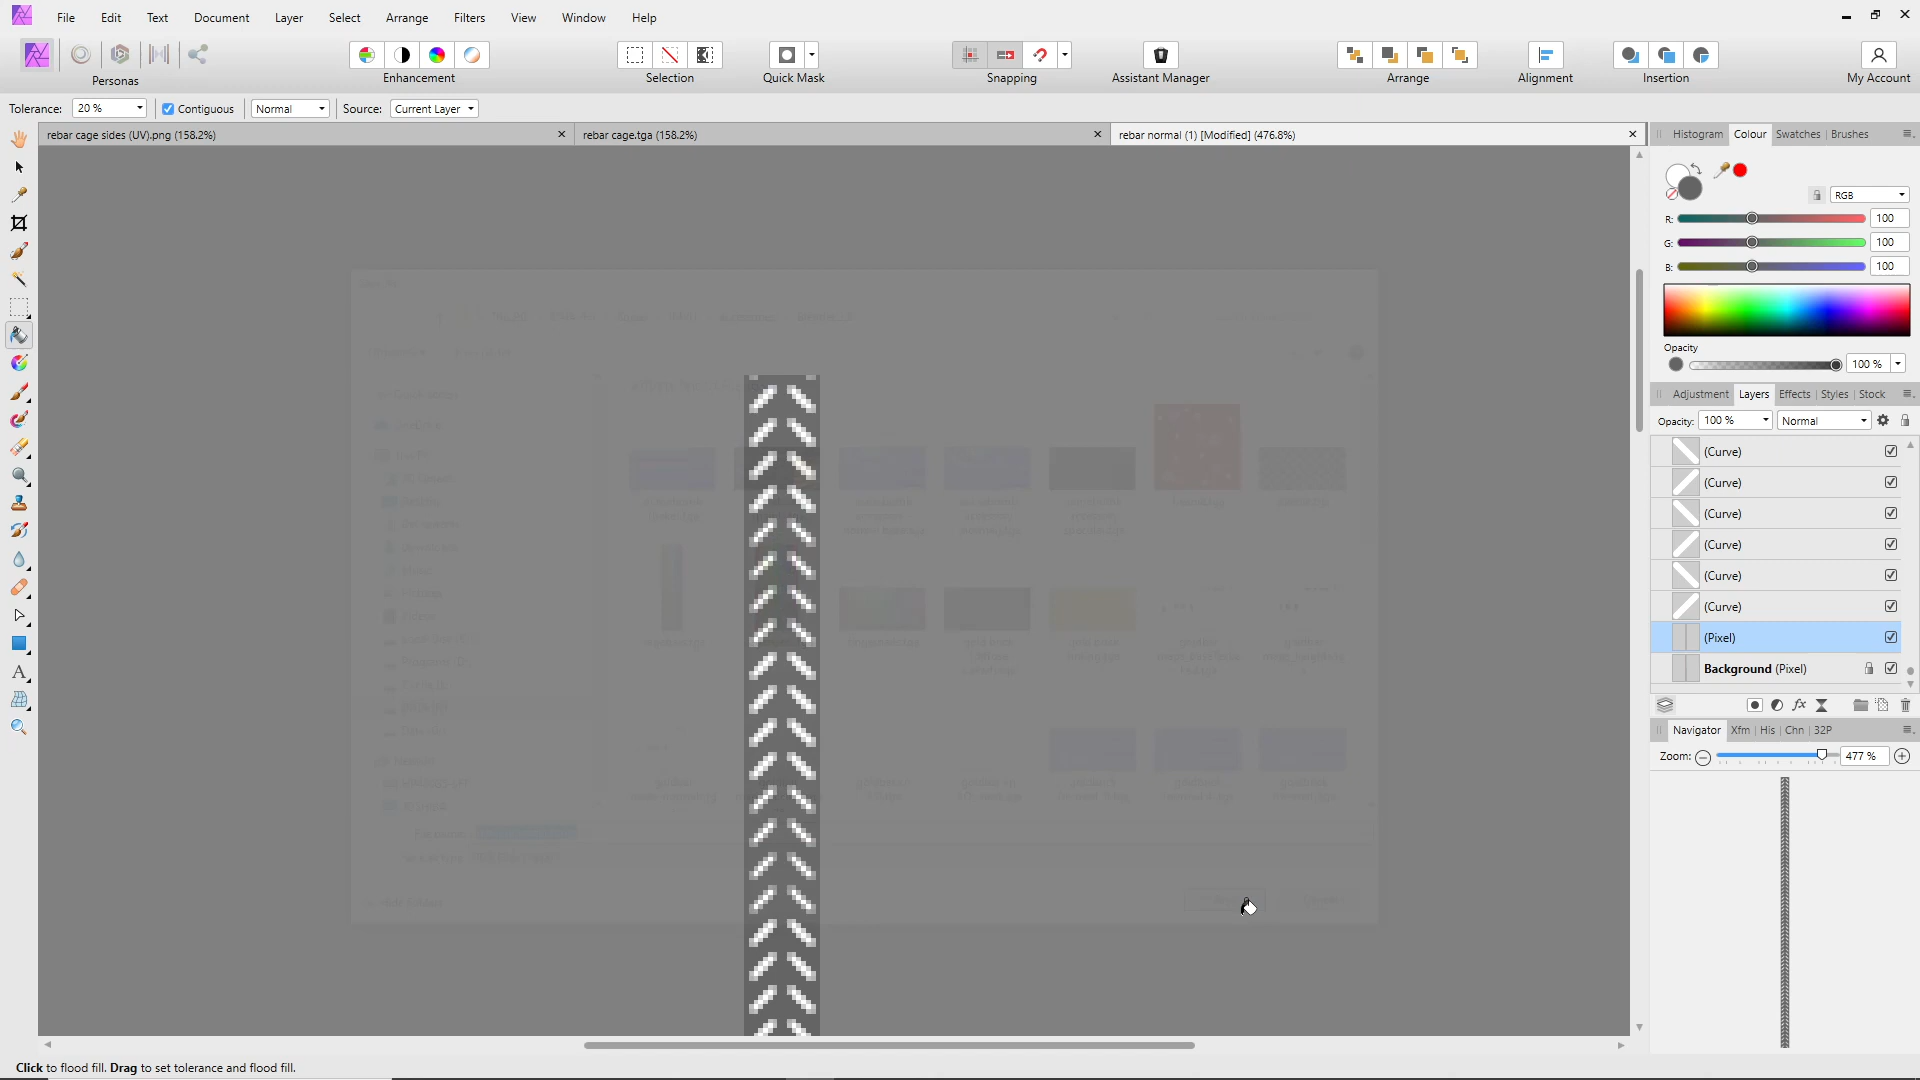 File Edit Text Document Layer Select Arrange Filters View Window Help
Personas Enhancement Selection Quick Mask Snapping Assistant Manager Arrange Alignment Insertion My Account
Tolerance: 20 % Contiguous Normal Source: Current Layer
rebar cage sides (UV).png (158.2%) rebar cage.tga (158.2%) rebar normal (1) [Modified] (476.8%)
Histogram Colour Swatches Brushes
RGB
R: 100
G: 100
B: 100
Opacity
100 %
Adjustment Layers Effects Styles Stock
Opacity: 100 % Normal
(Curve)
(Curve)
(Curve)
(Curve)
(Curve)
(Curve)
(Pixel)
Background (Pixel)
Navigator Xfm His Chn 32P
Zoom: 477 %
Click to flood fill. Drag to set tolerance and flood fill.